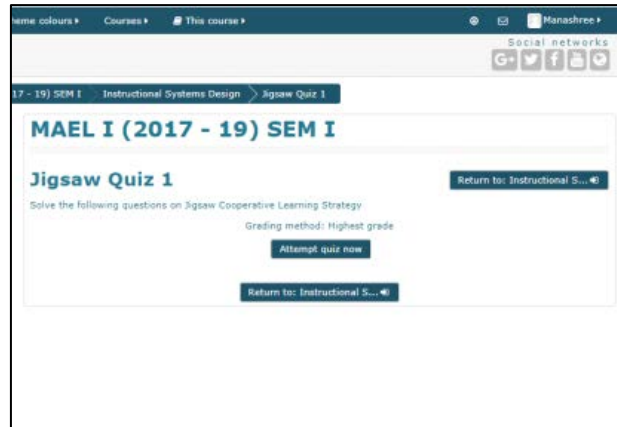 eme colours Courses This course Manashree
Social networks
17 - 19) SEM I Instructional Systems Design Jigsaw Quiz 1
MAEL I (2017 - 19) SEM I
Jigsaw Quiz 1
Return to: Instructional S...
Solve the following questions on Jigsaw Cooperative Learning Strategy
Grading method: Highest grade
Attempt quiz now
Return to: Instructional S...